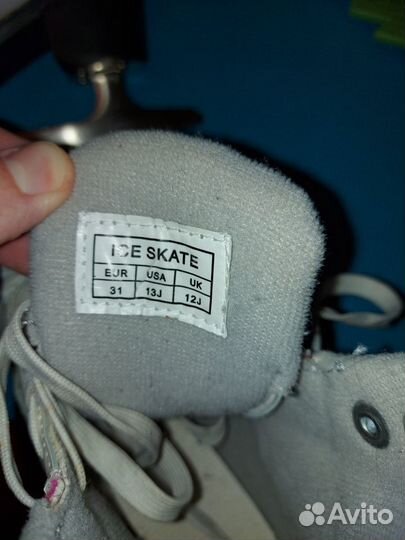 ICE SKATE
EUR USA UK
31 13J 12J
Avito